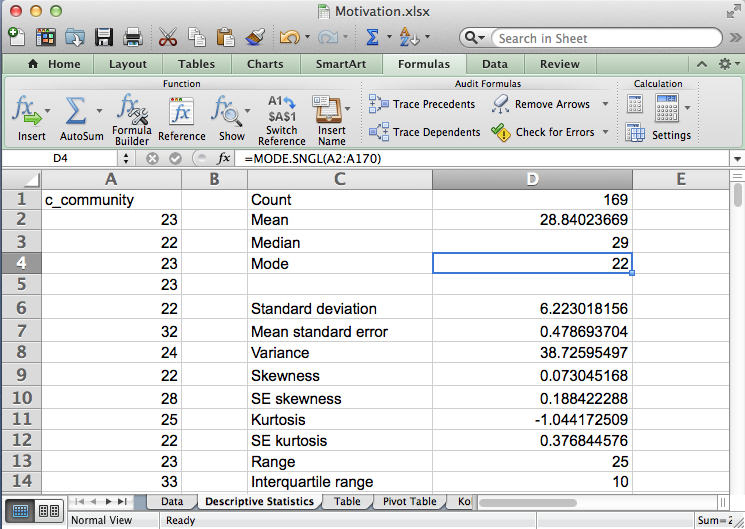 Motivation.xlsx
Search in Sheet
Home Layout Tables Charts SmartArt Formulas Data Review
Function Audit Formulas Calculation
fx Σ fx fx fx A1 $A$1 Trace Precedents Remove Arrows
Insert AutoSum Formula Builder Reference Show Switch Reference Insert Name Trace Dependents Check for Errors Settings
D4 fx =MODE.SNGL(A2:A170)
A B C D E
1 c_community Count 169
2 23 Mean 28.84023669
3 22 Median 29
4 23 Mode 22
5 23
6 22 Standard deviation 6.223018156
7 32 Mean standard error 0.478693704
8 24 Variance 38.72595497
9 22 Skewness 0.073045168
10 28 SE skewness 0.188422288
11 25 Kurtosis -1.044172509
12 22 SE kurtosis 0.376844576
13 23 Range 25
14 33 Interquartile range 10
Data Descriptive Statistics Table Pivot Table Ko
Normal View Ready Sum=2